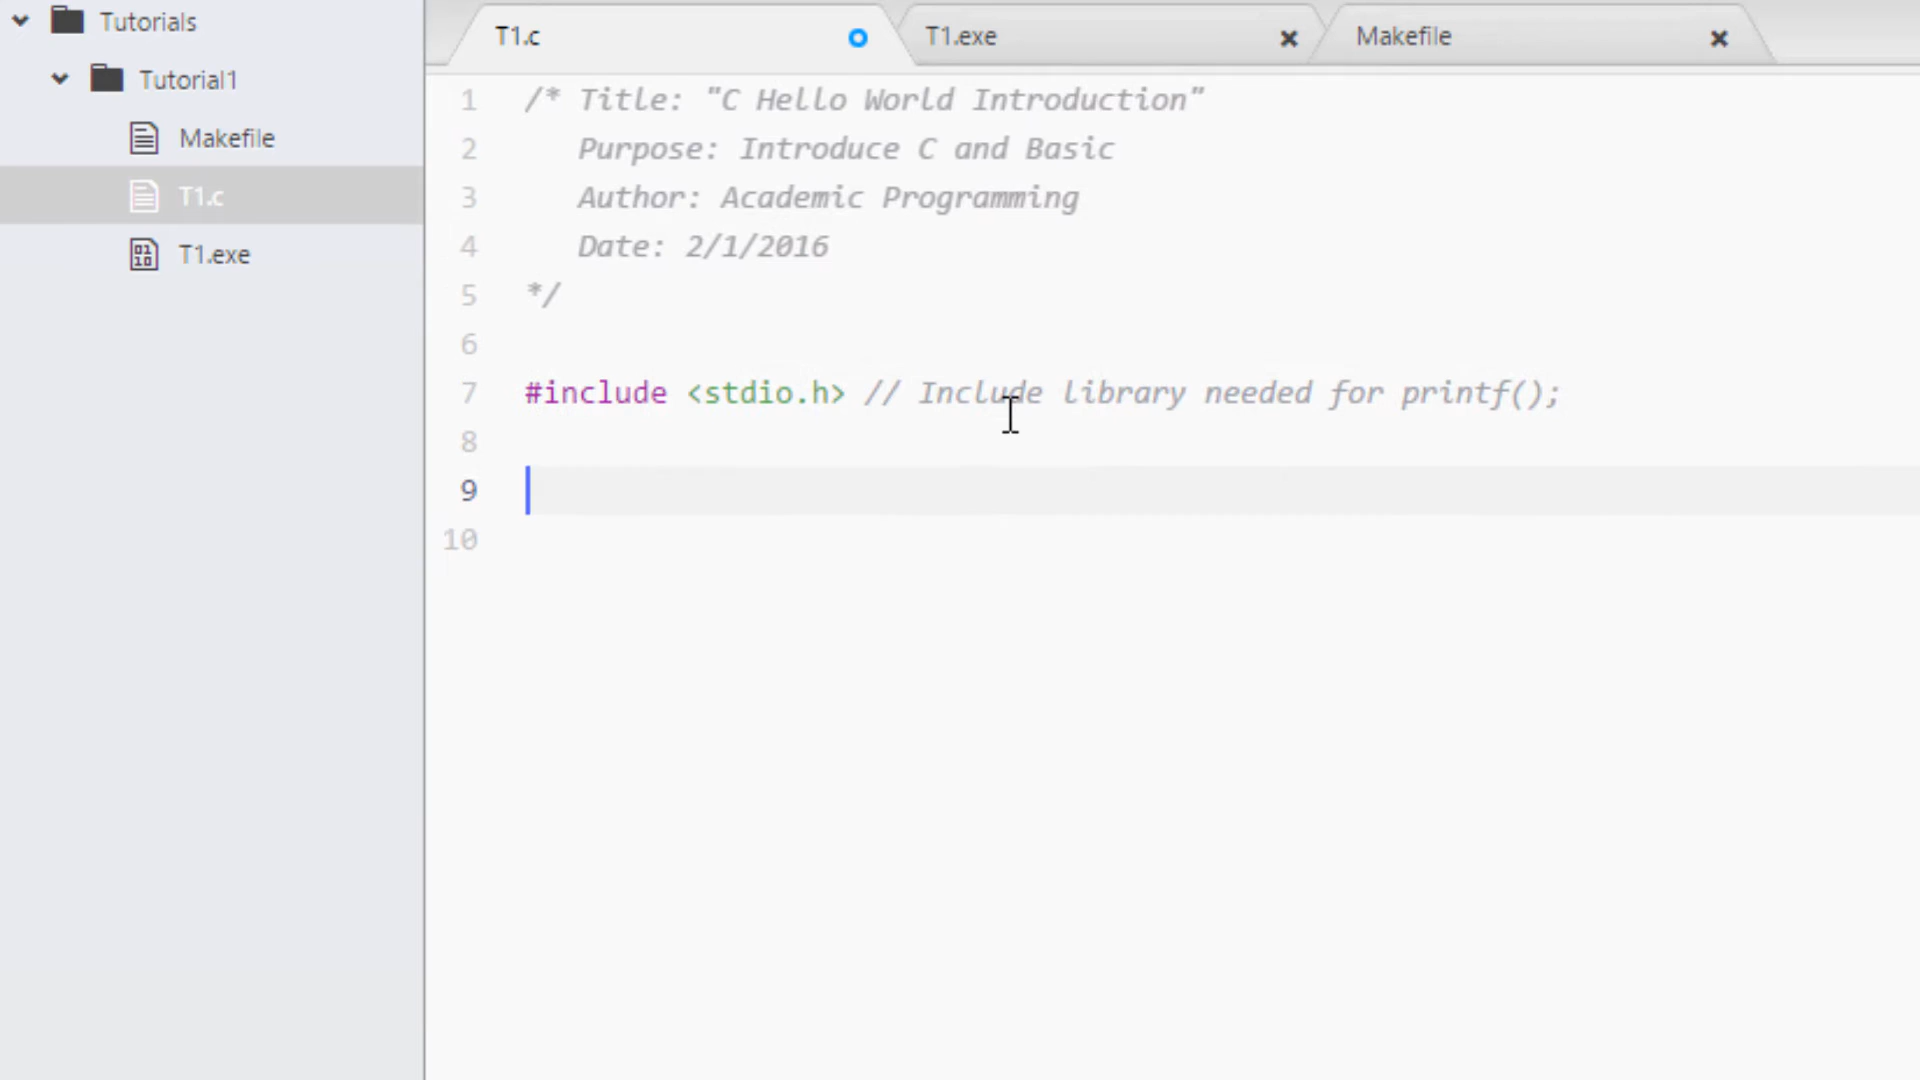 Tutorials
Tutorial1
Makefile
T1.c
T1.exe
T1.c T1.exe Makefile
1 /* Title: "C Hello World Introduction"
2 Purpose: Introduce C and Basic
3 Author: Academic Programming
4 Date: 2/1/2016
5 */
6
7 #include <stdio.h> // Include library needed for printf();
8
9
10